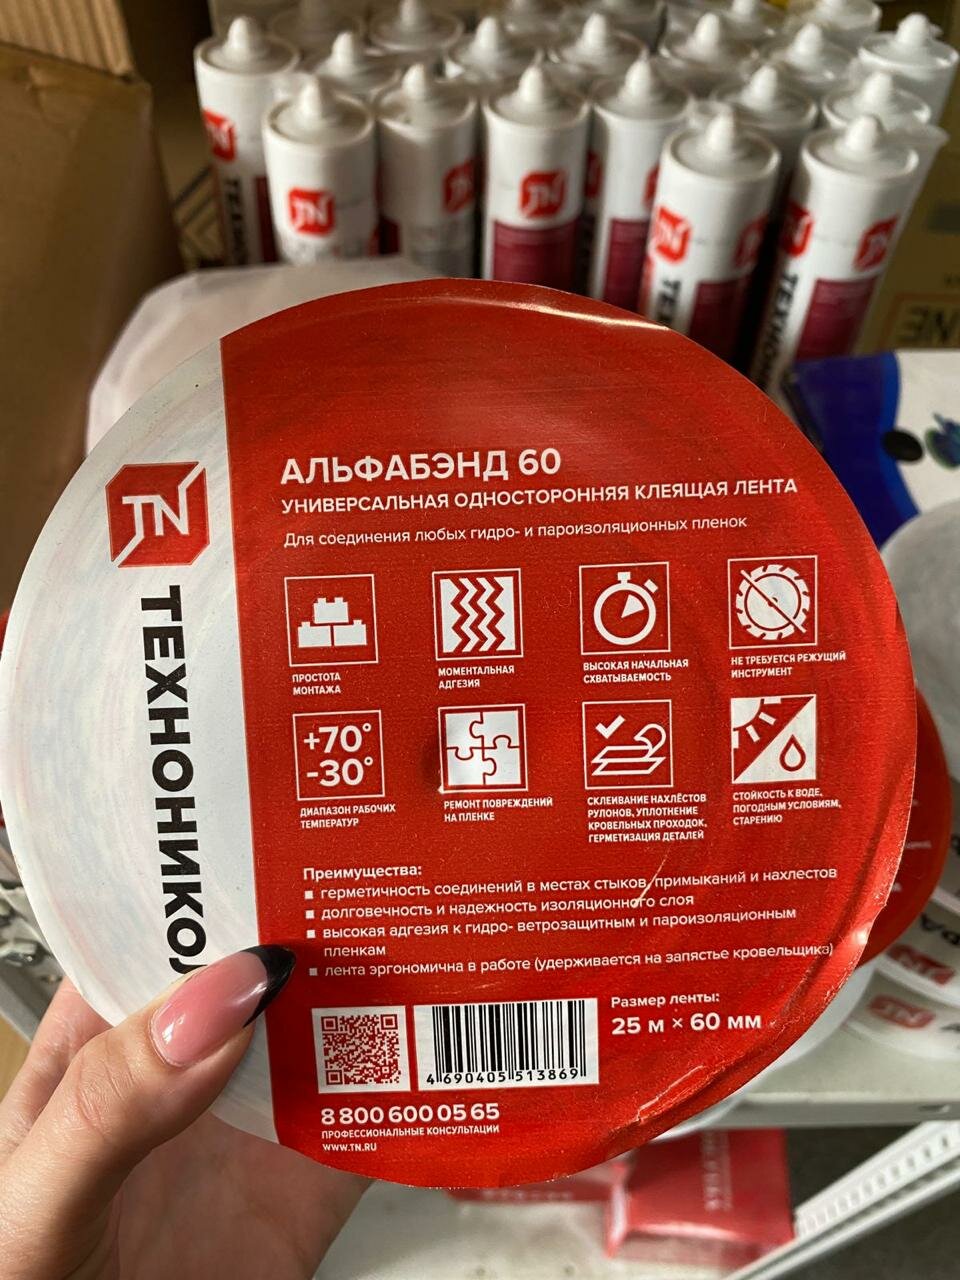 TN
ТЕХНОНИКОЛ
АЛЬФАБЭНД 60
УНИВЕРСАЛЬНАЯ ОДНОСТОРОННЯЯ КЛЕЯЩАЯ ЛЕНТА
Для соединения любых гидро- и пароизоляционных пленок
ПРОСТОТА
МОНТАЖА
МОМЕНТАЛЬНАЯ
АДГЕЗИЯ
ВЫСОКАЯ НАЧАЛЬНАЯ
СХВАТЫВАЕМОСТЬ
НЕ ТРЕБУЕТСЯ РЕЖУЩИЙ
ИНСТРУМЕНТ
+70°
-30°
ДИАПАЗОН РАБОЧИХ
ТЕМПЕРАТУР
РЕМОНТ ПОВРЕЖДЕНИЙ
НА ПЛЕНКЕ
СКЛЕИВАНИЕ НАХЛЁСТОВ
РУЛОНОВ, УПЛОТНЕНИЕ
КРОВЕЛЬНЫХ ПРОХОДОК,
ГЕРМЕТИЗАЦИЯ ДЕТАЛЕЙ
СТОЙКОСТЬ К ВОДЕ,
ПОГОДНЫМ УСЛОВИЯМ,
СТАРЕНИЮ
Преимущества:
герметичность соединений в местах стыков, примыканий и нахлестов
долговечность и надежность изоляционного слоя
высокая адгезия к гидро- ветрозащитным и пароизоляционным
пленкам
лента эргономична в работе (удерживается на запястье кровельщика)
Размер ленты:
25 м × 60 мм
4 690405 513869
8 800 600 05 65
ПРОФЕССИОНАЛЬНЫЕ КОНСУЛЬТАЦИИ
WWW.TN.RU